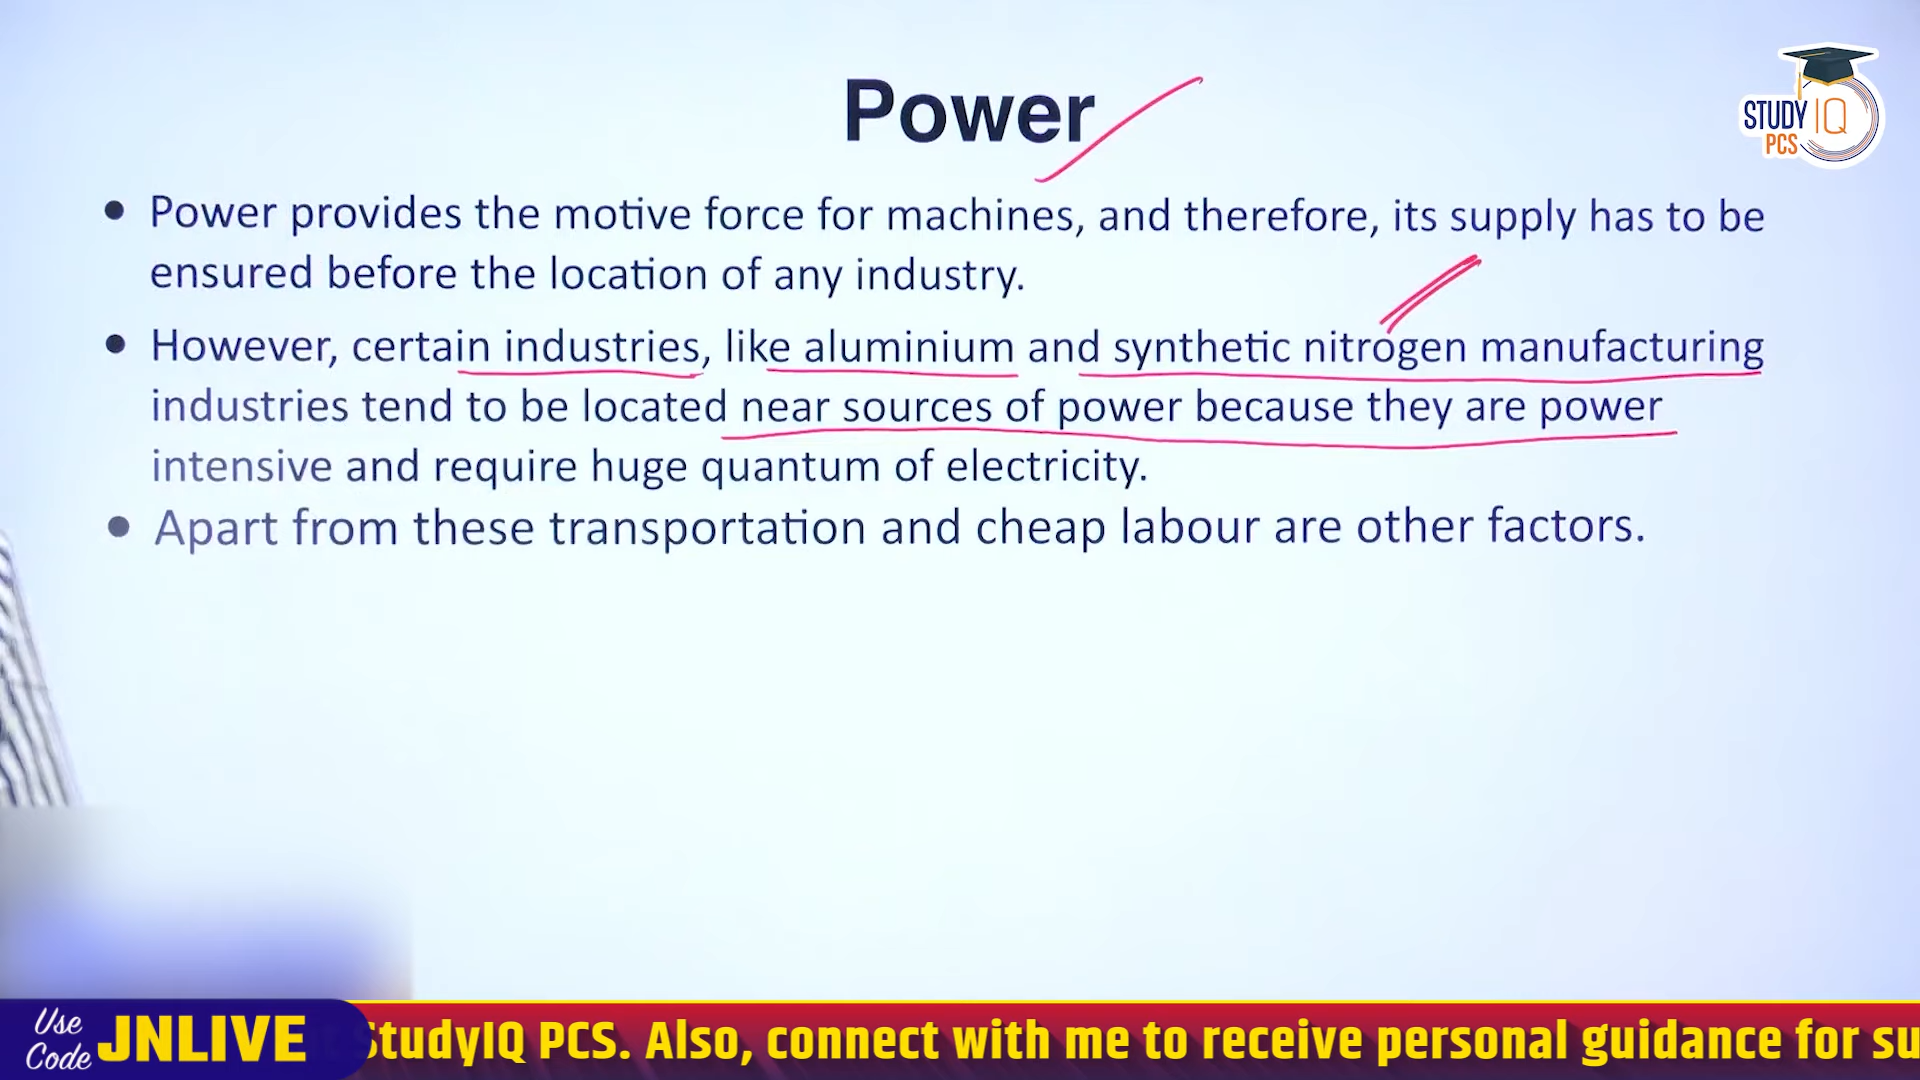 Power
STUDY IQ
PCS
• Power provides the motive force for machines, and therefore, its supply has to be
ensured before the location of any industry.
• However, certain industries, like aluminium and synthetic nitrogen manufacturing
industries tend to be located near sources of power because they are power
intensive and require huge quantum of electricity.
• Apart from these transportation and cheap labour are other factors.
Use
Code JNLIVE
StudyIQ PCS. Also, connect with me to receive personal guidance for su